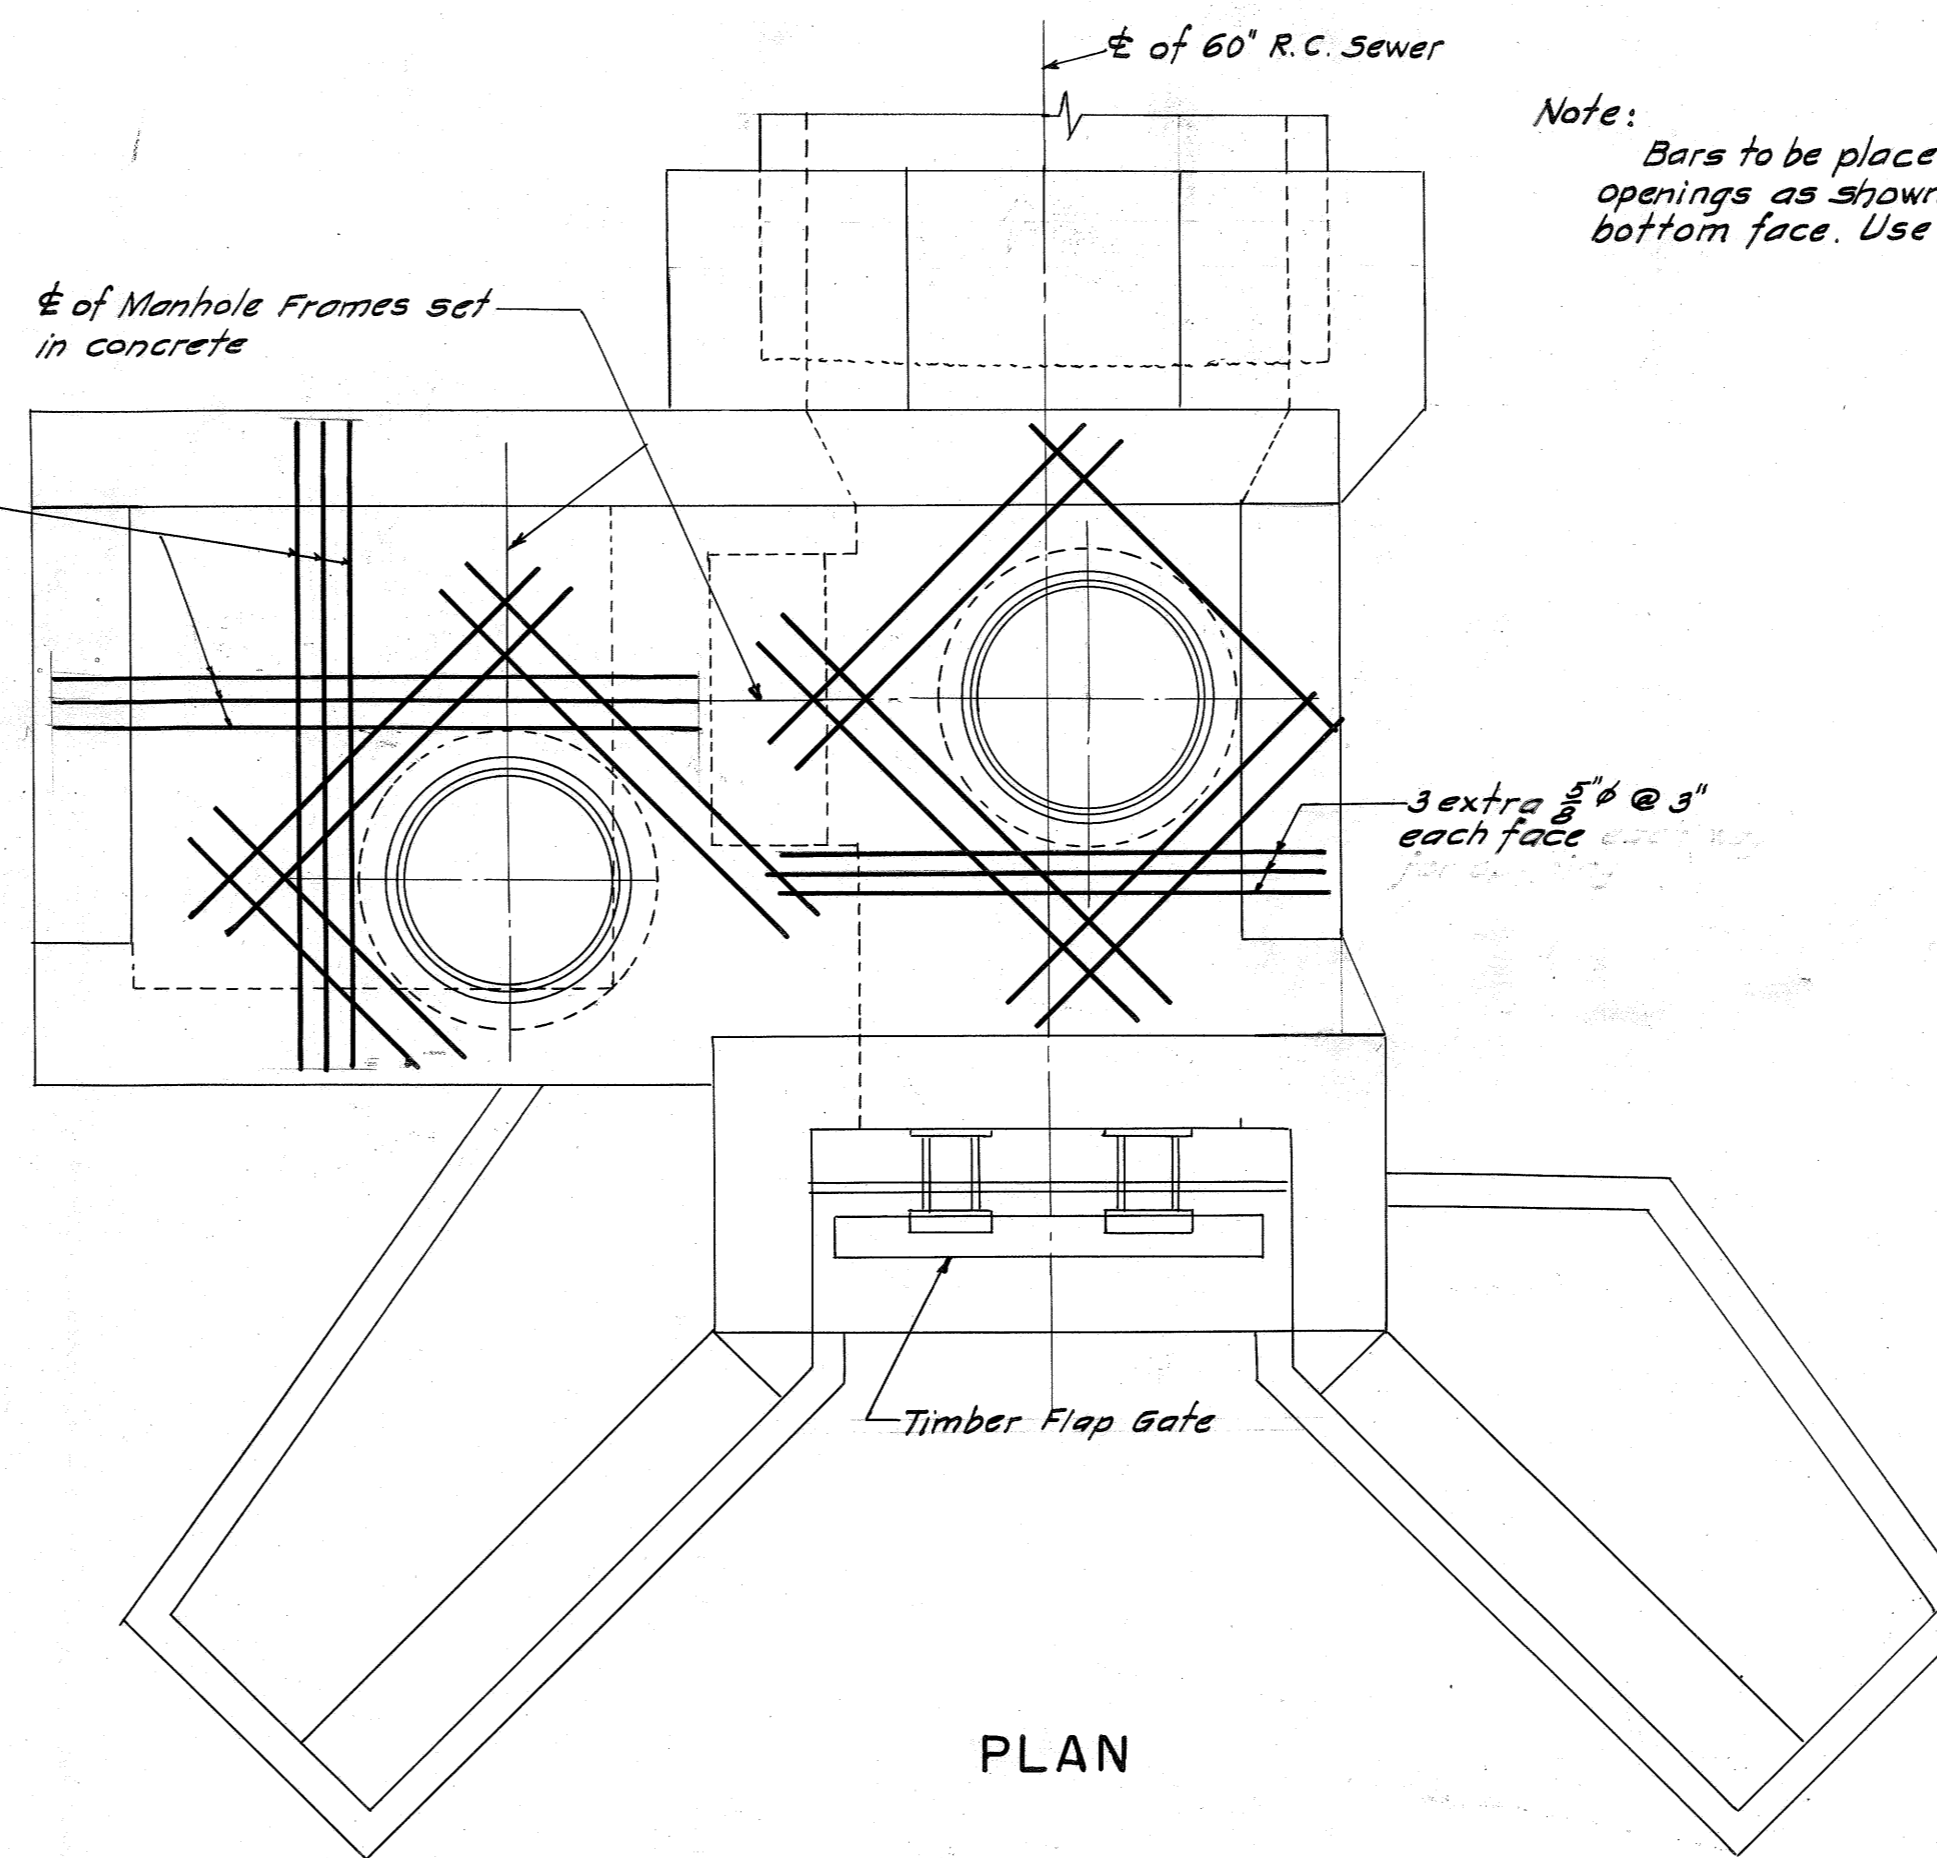 ℄ of 60" R.C. Sewer
Note:
Bars to be place
openings as shown
bottom face. Use
℄ of Manhole Frames set
in concrete
3 extra 5/8"ϕ @ 3"
each face
Timber Flap Gate
PLAN